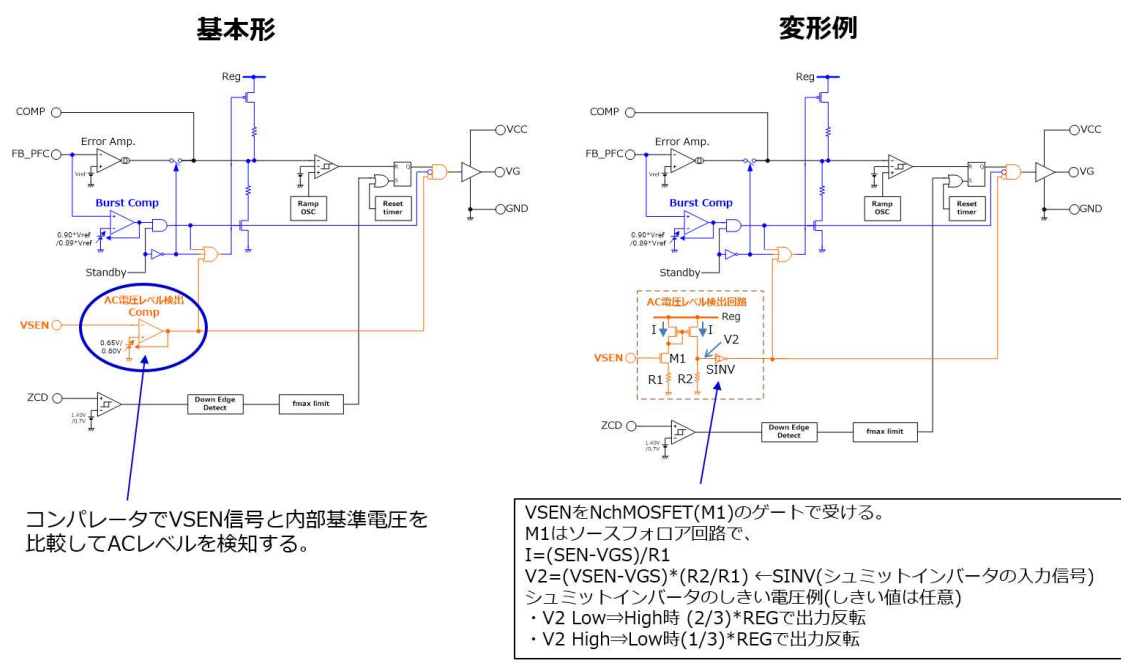 基本形
Reg
COMP
Error Amp.
FB_PFC
Vref
Burst Comp
0.90*Vref
/0.89*Vref
Standby
Ramp
OSC
R
Q
S
Reset
timer
VCC
VG
GND
AC電圧レベル検出
Comp
VSEN
0.65V/
0.60V
ZCD
1.40V
/0.7V
Down Edge
Detect
fmax limit
コンパレータでVSEN信号と内部基準電圧を
比較してACレベルを検知する。
変形例
Reg
COMP
Error Amp.
FB_PFC
Vref
Burst Comp
0.90*Vref
/0.89*Vref
Standby
Ramp
OSC
R
Q
S
Reset
timer
VCC
VG
GND
AC電圧レベル検出回路
Reg
I
I
V2
VSEN
M1
SINV
R1
R2
ZCD
1.40V
/0.7V
Down Edge
Detect
fmax limit
VSENをNchMOSFET(M1)のゲートで受ける。
M1はソースフォロア回路で、
I=(SEN-VGS)/R1
V2=(VSEN-VGS)*(R2/R1) ←SINV(シュミットインバータの入力信号)
シュミットインバータのしきい電圧例(しきい値は任意)
・V2 Low⇒High時 (2/3)*REGで出力反転
・V2 High⇒Low時(1/3)*REGで出力反転